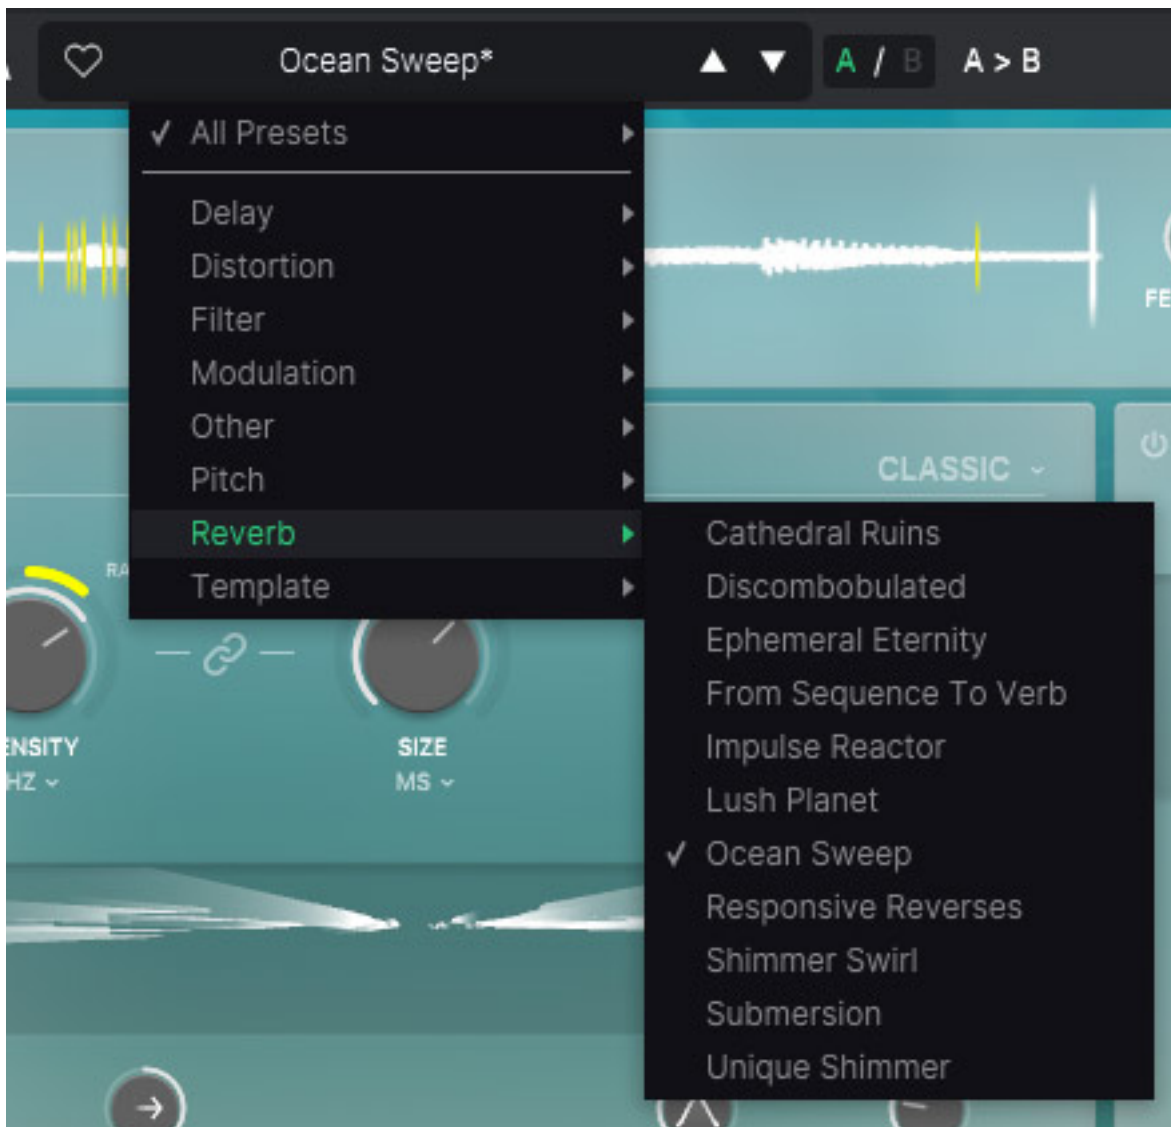 Ocean Sweep*
A / B
A > B
All Presets
Delay
Distortion
Filter
Modulation
Other
Pitch
CLASSIC
Reverb
Template
Cathedral Ruins
Discombobulated
Ephemeral Eternity
From Sequence To Verb
Impulse Reactor
Lush Planet
Ocean Sweep
Responsive Reverses
Shimmer Swirl
Submersion
Unique Shimmer
SIZE
MS
HZ